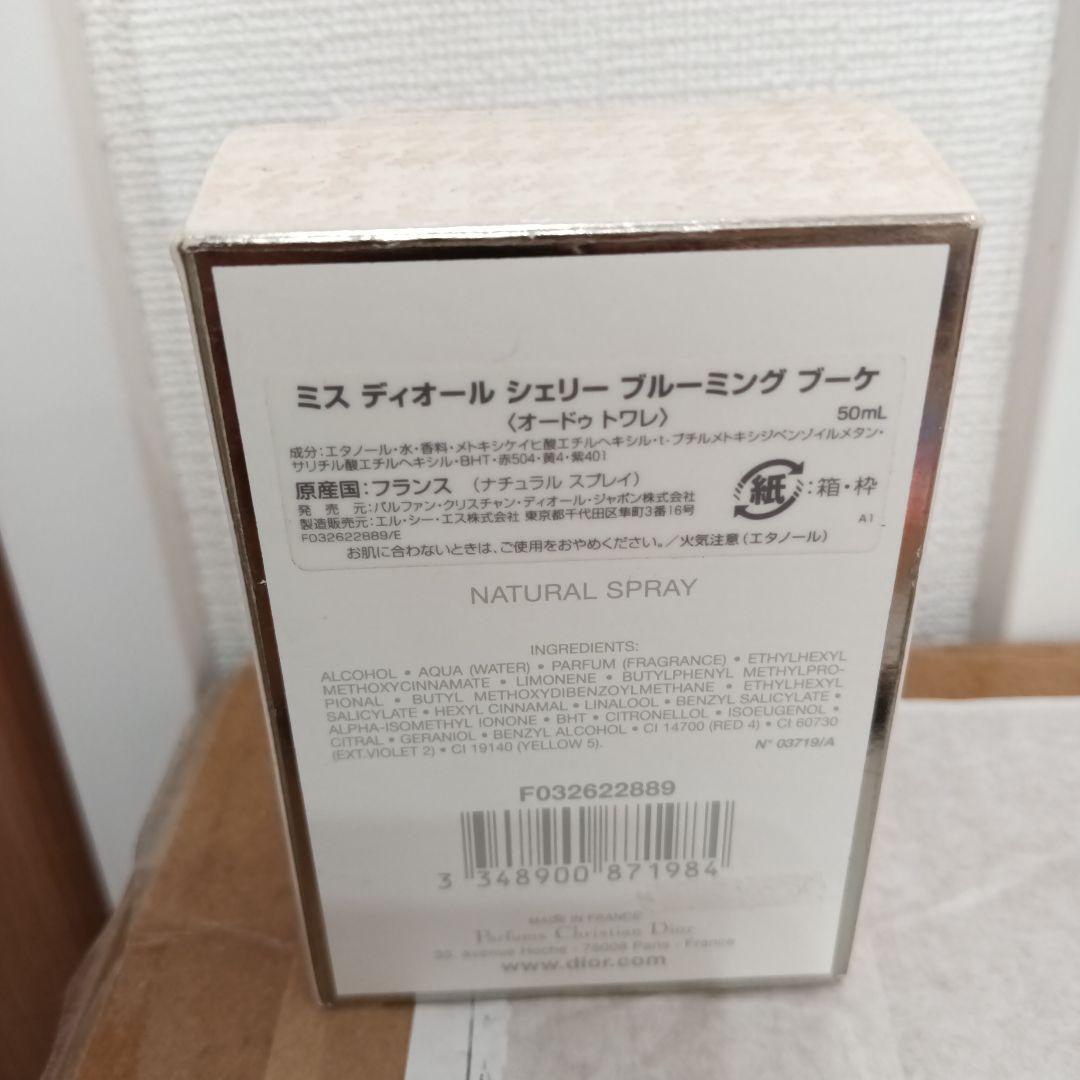 ミス ディオール シェリー ブルーミング ブーケ
〈オードゥ トワレ〉
50mL
成分:エタノール・水・香料・メトキシケイヒ酸エチルヘキシル・t-ブチルメトキシジベンゾイルメタン・
サリチル酸エチルヘキシル・BHT・赤504・黄4・紫401
原産国:フランス (ナチュラル スプレイ)
発 売 元:パルファン・クリスチャン・ディオール・ジャポン株式会社
製造販売元:エル・シー・エス株式会社 東京都千代田区隼町3番16号
F032622889/E
紙:箱・枠
A1
お肌に合わないときは、ご使用をおやめください。/火気注意(エタノール)
NATURAL SPRAY
INGREDIENTS:
ALCOHOL • AQUA (WATER) • PARFUM (FRAGRANCE) • ETHYLHEXYL
METHOXYCINNAMATE • LIMONENE • BUTYLPHENYL METHYLPRO-
PIONAL • BUTYL METHOXYDIBENZOYLMETHANE • ETHYLHEXYL
SALICYLATE • HEXYL CINNAMAL • LINALOOL • BENZYL SALICYLATE •
ALPHA-ISOMETHYL IONONE • BHT • CITRONELLOL • ISOEUGENOL •
CITRAL • GERANIOL • BENZYL ALCOHOL • CI 14700 (RED 4) • CI 60730
(EXT.VIOLET 2) • CI 19140 (YELLOW 5).
N° 03719/A
F032622889
3 348900 871984
MADE IN FRANCE
Parfums Christian Dior
33, avenue Hoche - 75008 Paris - France
www.dior.com